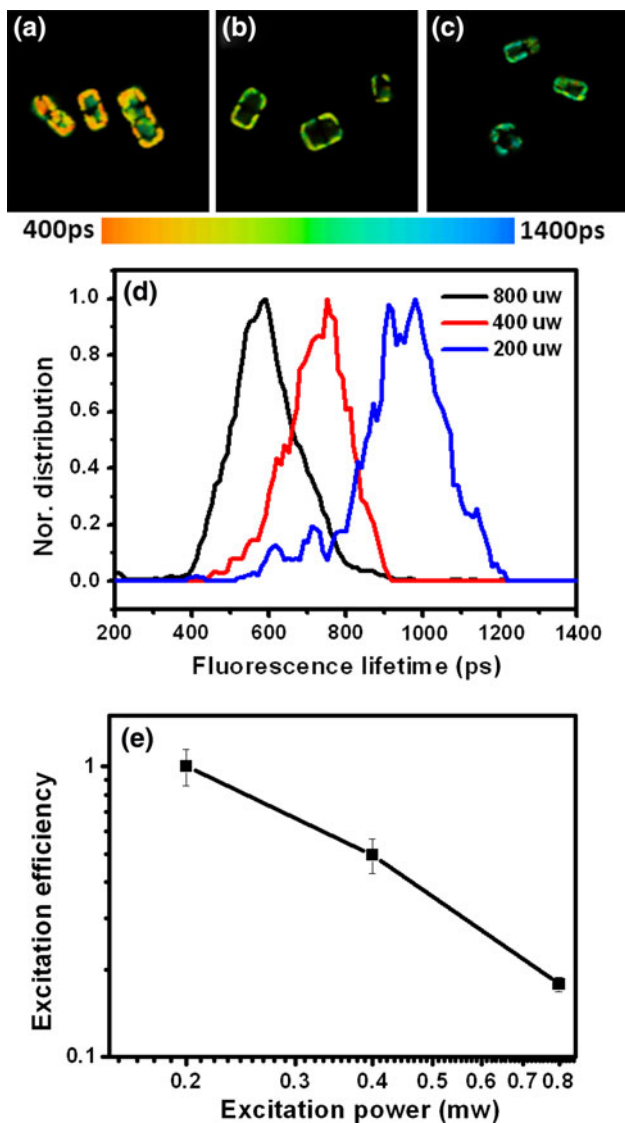 (a) (b) (c)
400ps 1400ps
(d)
800 uw
400 uw
200 uw
Nor. distribution
1.0
0.8
0.6
0.4
0.2
0.0
200 400 600 800 1000 1200 1400
Fluorescence lifetime (ps)
(e)
Excitation efficiency
1
0.1
0.2 0.3 0.4 0.5 0.6 0.7 0.8
Excitation power (mw)